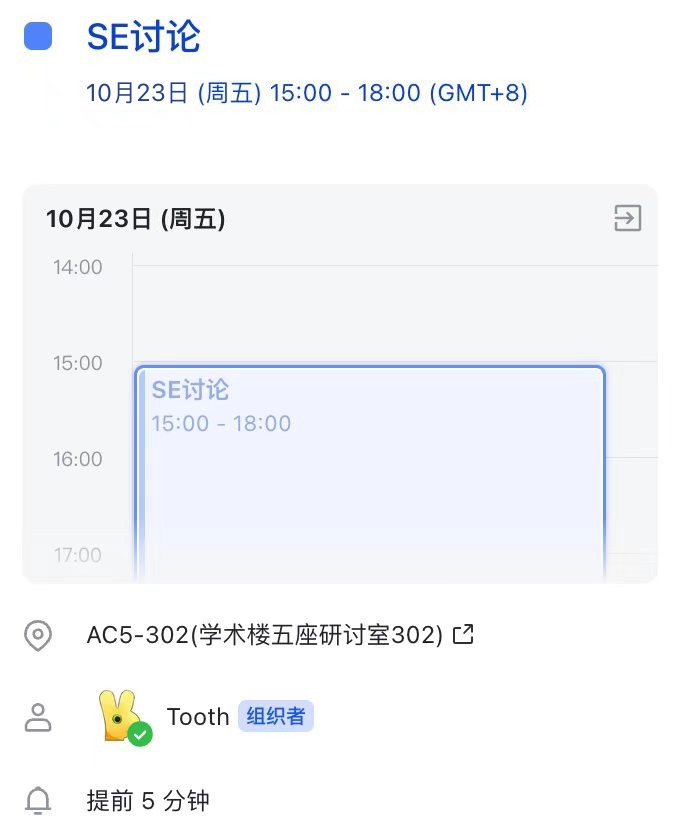 SE讨论
10月23日 (周五) 15:00 - 18:00 (GMT+8)
10月23日 (周五)
14:00
15:00
SE讨论
15:00 - 18:00
16:00
17:00
AC5-302(学术楼五座研讨室302)
Tooth 组织者
提前 5 分钟